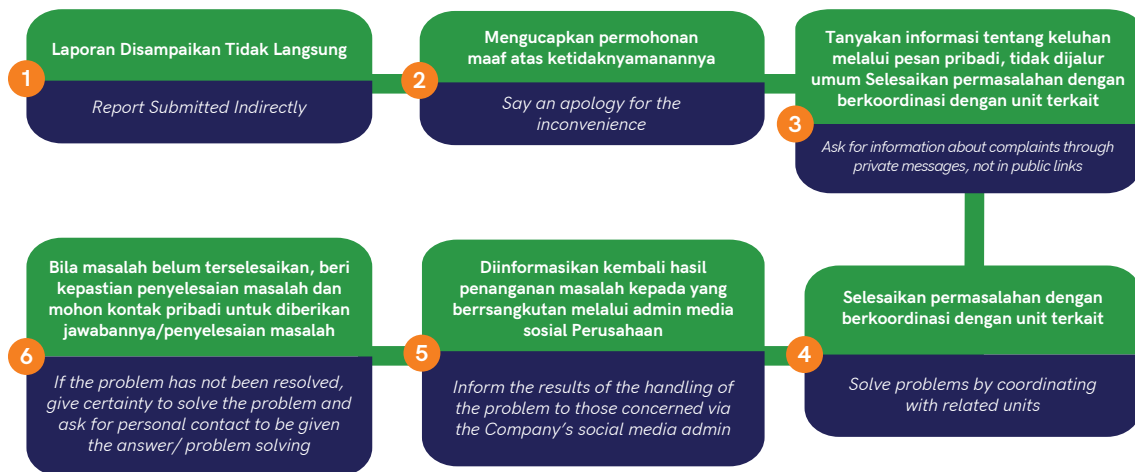 1
Laporan Disampaikan Tidak Langsung
Report Submitted Indirectly
2
Mengucapkan permohonan
maaf atas ketidaknyamanannya
Say an apology for the
inconvenience
3
Tanyakan informasi tentang keluhan
melalui pesan pribadi, tidak dijalur
umum Selesaikan permasalahan dengan
berkoordinasi dengan unit terkait
Ask for information about complaints through
private messages, not in public links
4
Selesaikan permasalahan dengan
berkoordinasi dengan unit terkait
Solve problems by coordinating
with related units
5
Diinformasikan kembali hasil
penanganan masalah kepada yang
berrsangkutan melalui admin media
sosial Perusahaan
Inform the results of the handling of
the problem to those concerned via
the Company's social media admin
6
Bila masalah belum terselesaikan, beri
kepastian penyelesaian masalah dan
mohon kontak pribadi untuk diberikan
jawabannya/penyelesaian masalah
If the problem has not been resolved,
give certainty to solve the problem and
ask for personal contact to be given
the answer/ problem solving